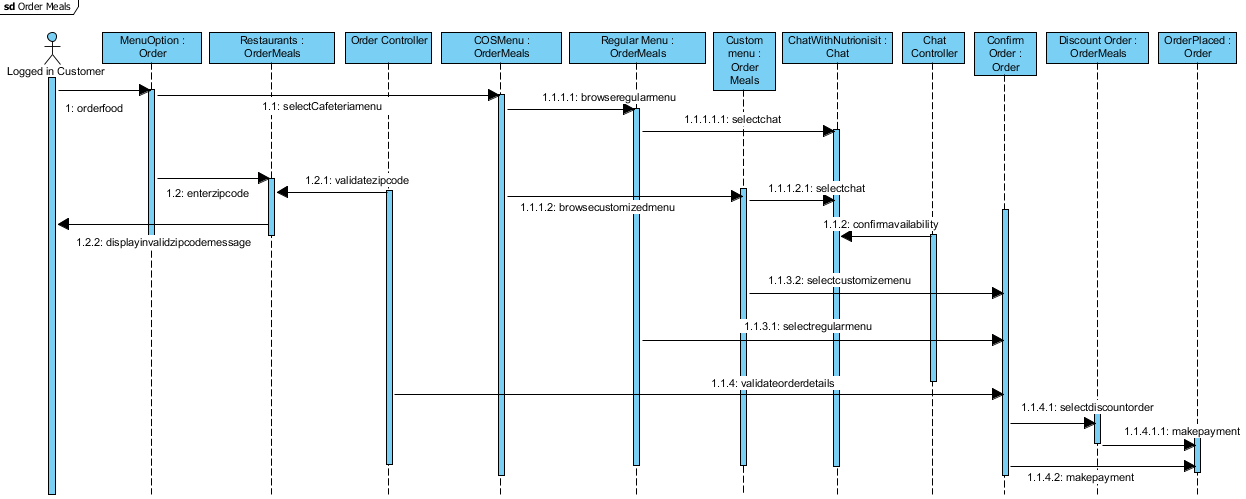 sd Order Meals
Logged in Customer
MenuOption :
Order
Restaurants :
OrderMeals
Order Controller
COSMenu :
OrderMeals
Regular Menu :
OrderMeals
Custom
menu :
Order
Meals
ChatWithNutrionisit :
Chat
Chat
Controller
Confirm
Order :
Order
Discount Order :
OrderMeals
OrderPlaced :
Order
1: orderfood
1.1: selectCafeteriamenu
1.1.1.1: browseregularmenu
1.1.1.1.1: selectchat
1.2: enterzipcode
1.2.1: validatezipcode
1.1.1.2: browsecustomizedmenu
1.1.1.2.1: selectchat
1.1.2: confirmavailability
1.2.2: displayinvalidzipcodemessage
1.1.3.2: selectcustomizemenu
1.1.3.1: selectregularmenu
1.1.4: validateorderdetails
1.1.4.1: selectdiscountorder
1.1.4.1.1: makepayment
1.1.4.2: makepayment